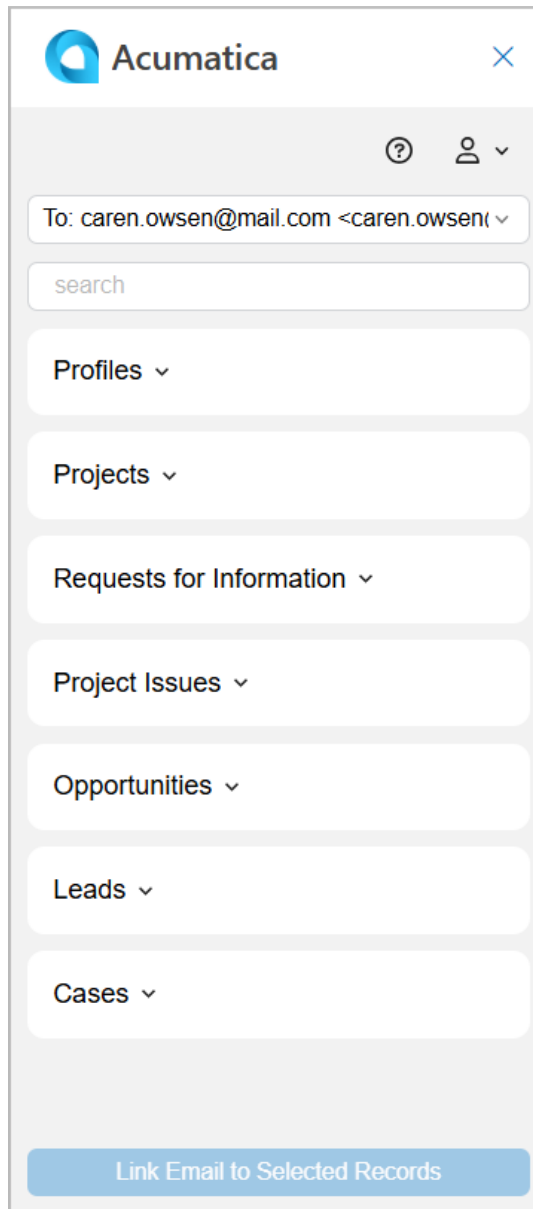 Acumatica
To: caren.owsen@mail.com <caren.owsen(
search
Profiles
Projects
Requests for Information
Project Issues
Opportunities
Leads
Cases
Link Email to Selected Records